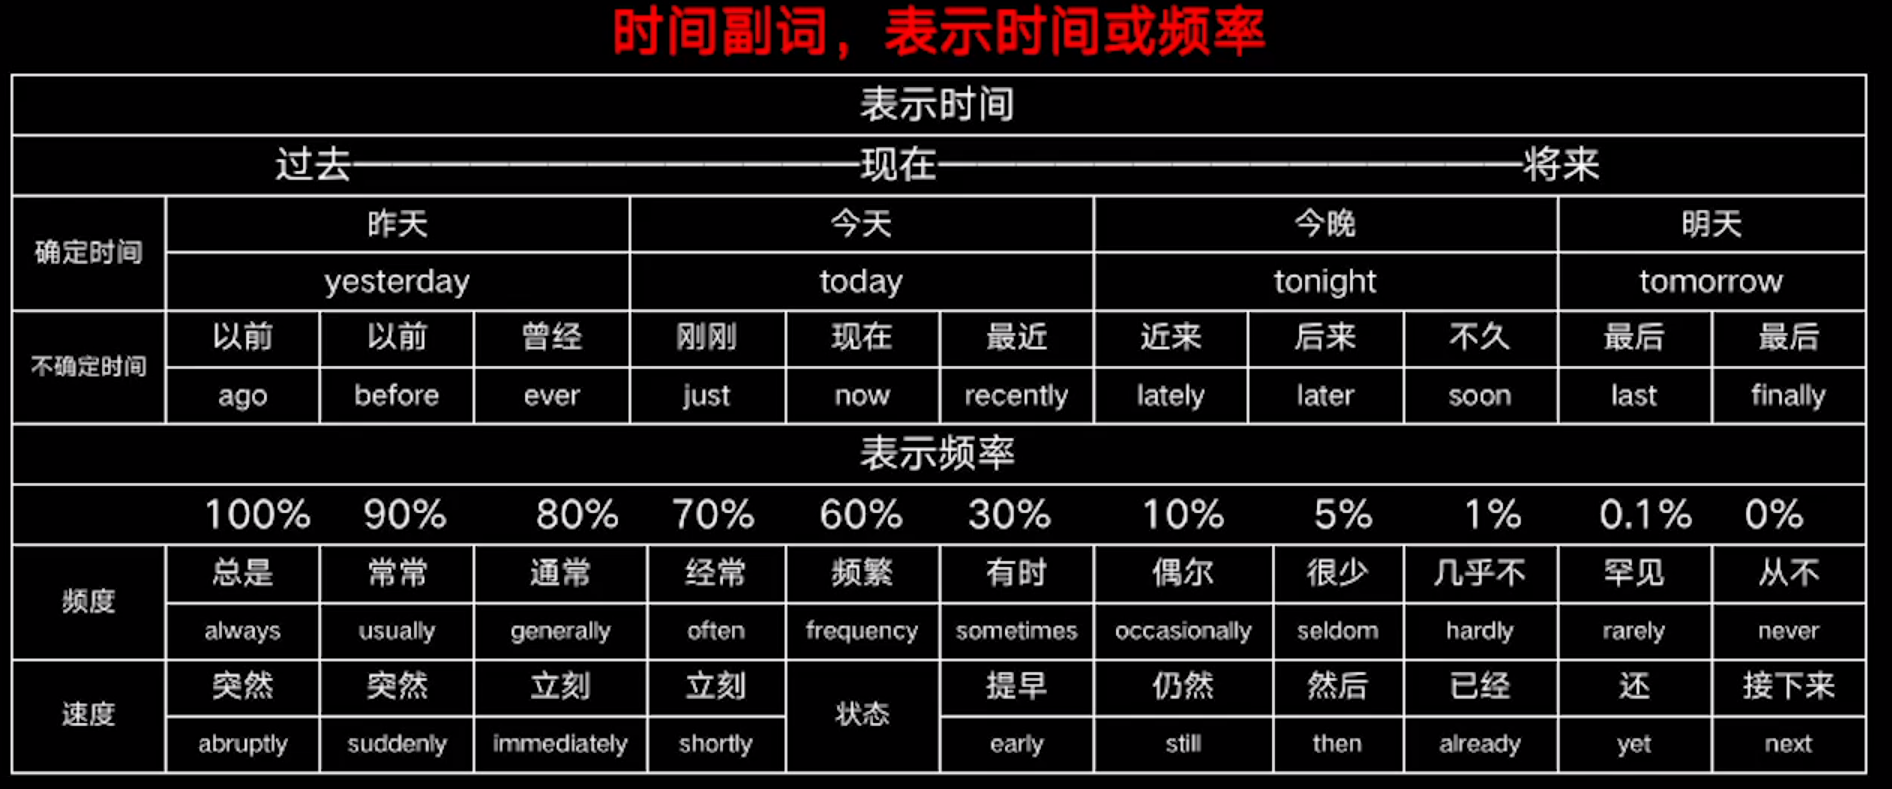 时间副词，表示时间或频率
表示时间
过去——————————————现在————————————————将来
确定时间 昨天 今天 今晚 明天
yesterday today tonight tomorrow
不确定时间 以前 以前 曾经 刚刚 现在 最近 近来 后来 不久 最后 最后
ago before ever just now recently lately later soon last finally
表示频率
100% 90% 80% 70% 60% 30% 10% 5% 1% 0.1% 0%
频度 总是 常常 通常 经常 频繁 有时 偶尔 很少 几乎不 罕见 从不
always usually generally often frequency sometimes occasionally seldom hardly rarely never
速度 突然 突然 立刻 立刻 状态 提早 仍然 然后 已经 还 接下来
abruptly suddenly immediately shortly early still then already yet next